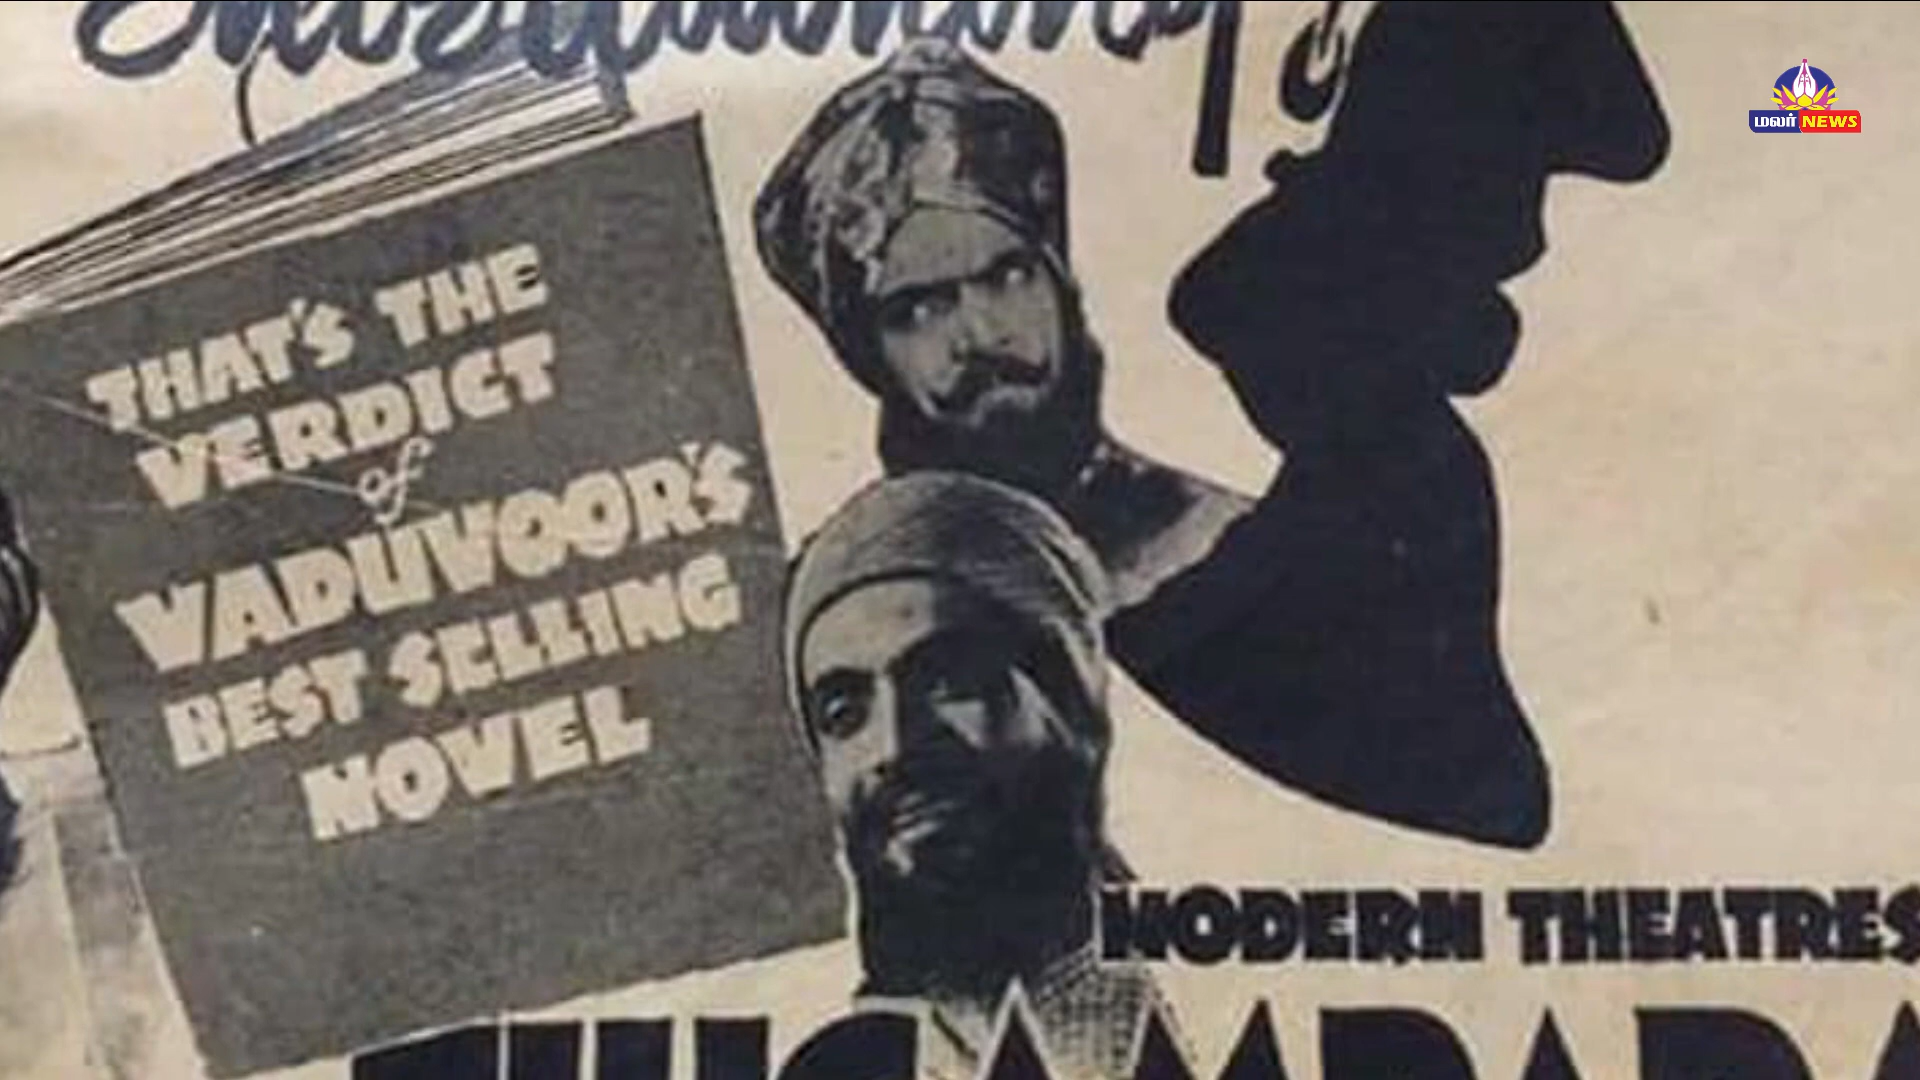 மலர் NEWS
THAT'S THE
VERDICT
of
VADUVOOR'S
BEST SELLING
NOVEL
MODERN THEATRES